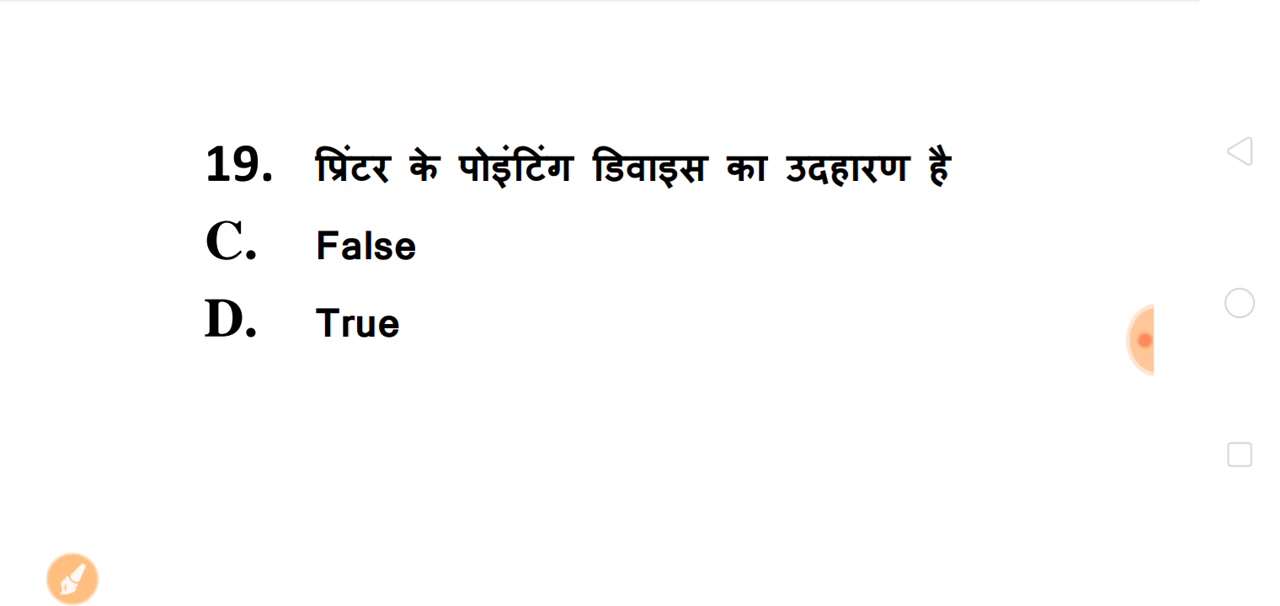 19. प्रिंटर के पोइंटिंग डिवाइस का उदहारण है
C. False
D. True